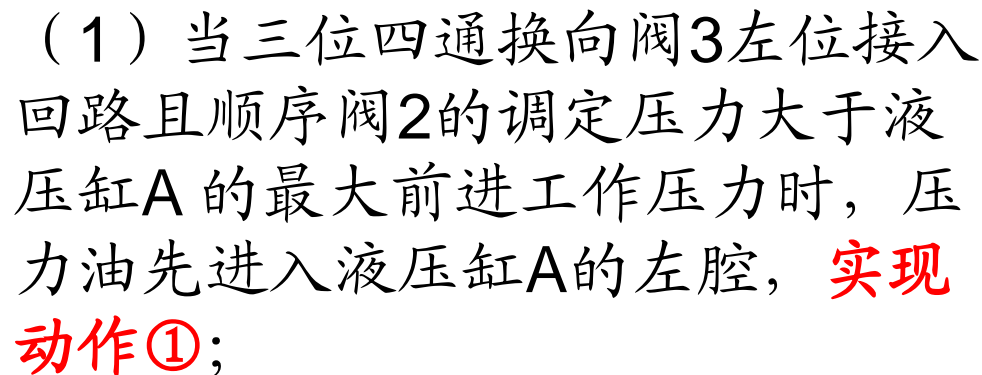 （1）当三位四通换向阀3左位接入
回路且顺序阀2的调定压力大于液
压缸A 的最大前进工作压力时，压
力油先进入液压缸A的左腔，实现
动作①；